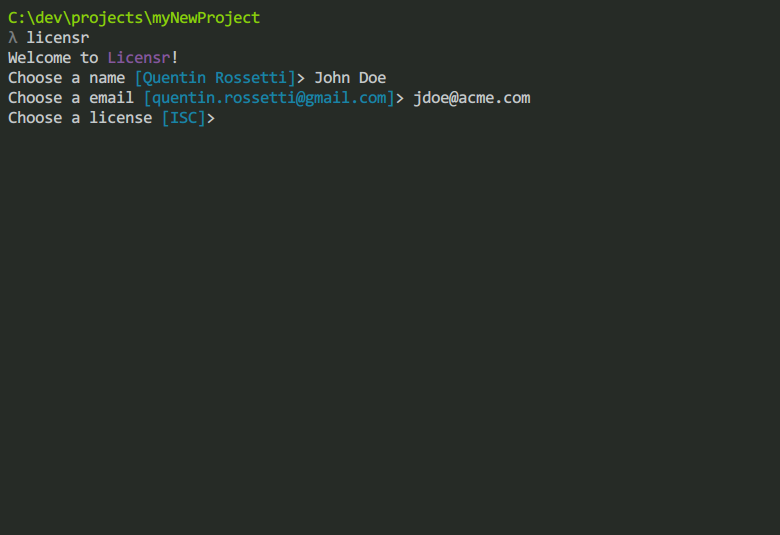 C:\dev\projects\myNewProject
λ licensr
Welcome to Licensr!
Choose a name [Quentin Rossetti]> John Doe
Choose a email [quentin.rossetti@gmail.com]> jdoe@acme.com
Choose a license [ISC]>